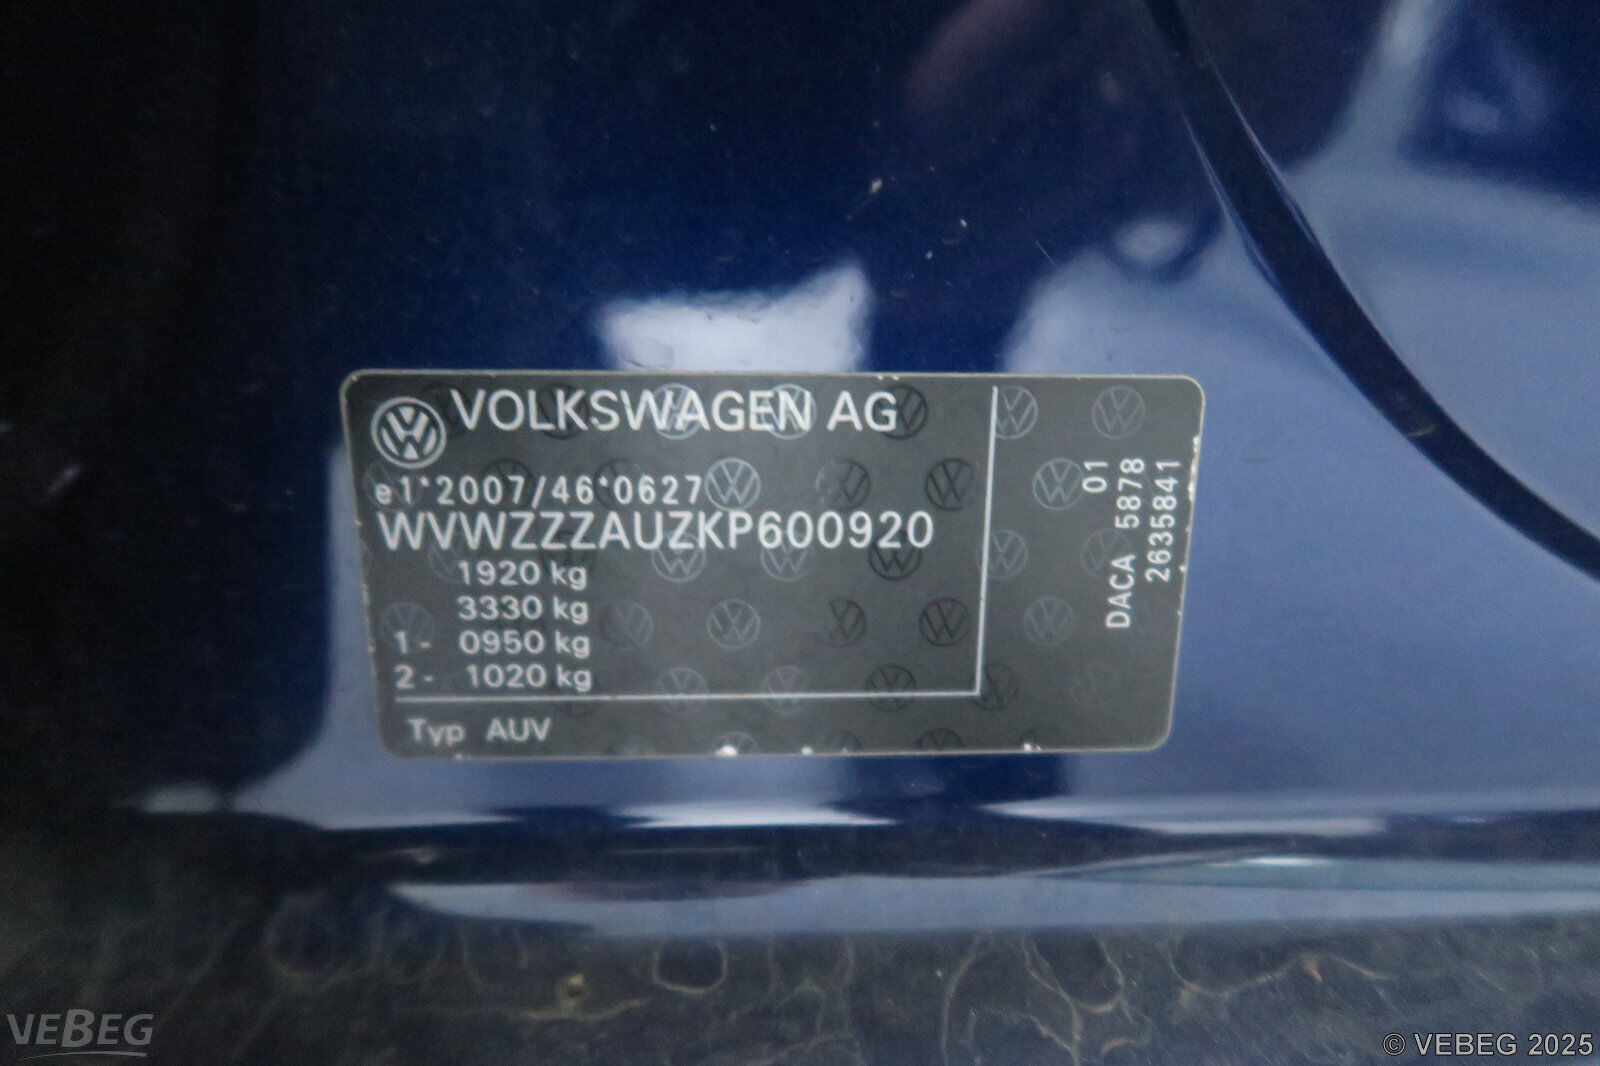 VOLKSWAGEN AG
e1*2007/46*0627
WVWZZZAUZKP600920
1920 kg
3330 kg
1- 0950 kg
2- 1020 kg
Typ AUV
01
DACA 5878
2635841
VEBEG
© VEBEG 2025